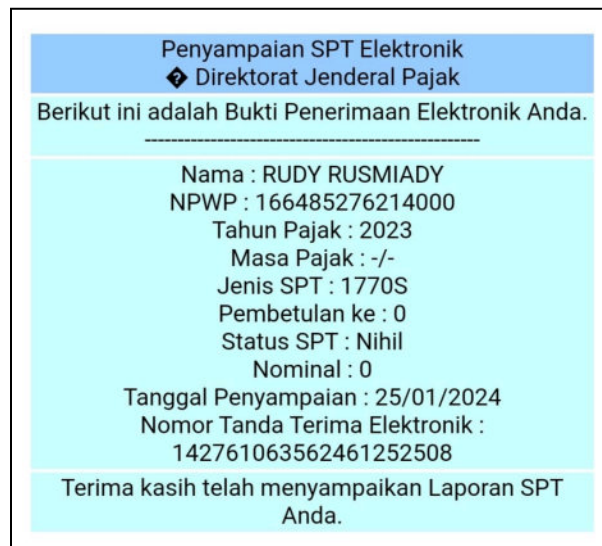 Penyampaian SPT Elektronik
� Direktorat Jenderal Pajak
Berikut ini adalah Bukti Penerimaan Elektronik Anda.
----------------------------------------------------
Nama : RUDY RUSMIADY
NPWP : 166485276214000
Tahun Pajak : 2023
Masa Pajak : -/-
Jenis SPT : 1770S
Pembetulan ke : 0
Status SPT : Nihil
Nominal : 0
Tanggal Penyampaian : 25/01/2024
Nomor Tanda Terima Elektronik :
142761063562461252508
Terima kasih telah menyampaikan Laporan SPT
Anda.